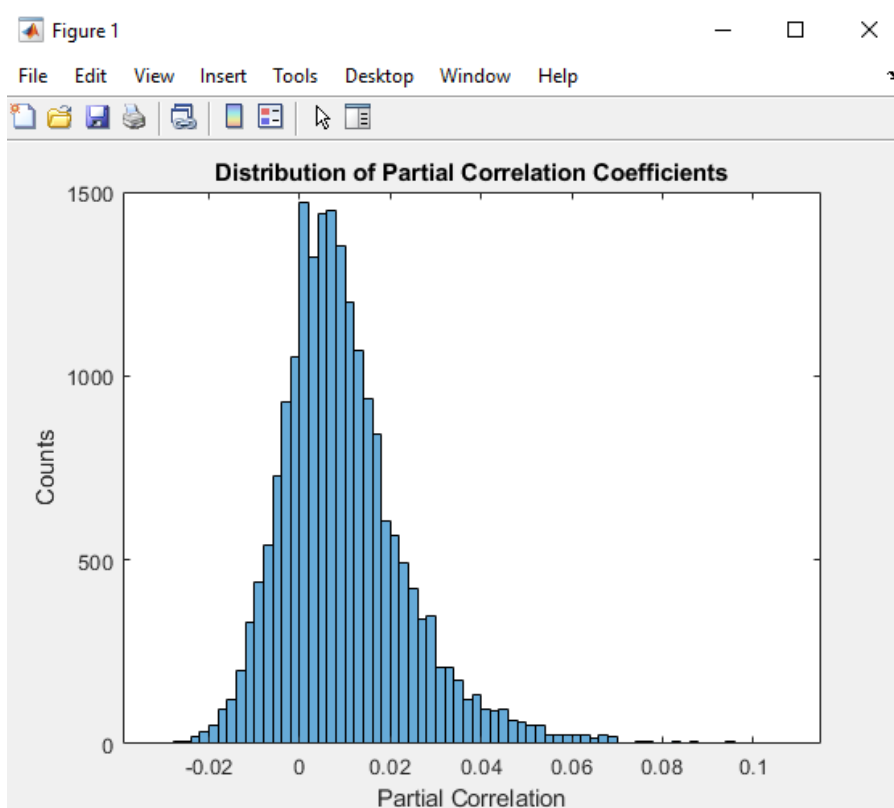 Figure 1
File Edit View Insert Tools Desktop Window Help
Distribution of Partial Correlation Coefficients
1500
1000
500
0
Counts
-0.02 0 0.02 0.04 0.06 0.08 0.1
Partial Correlation